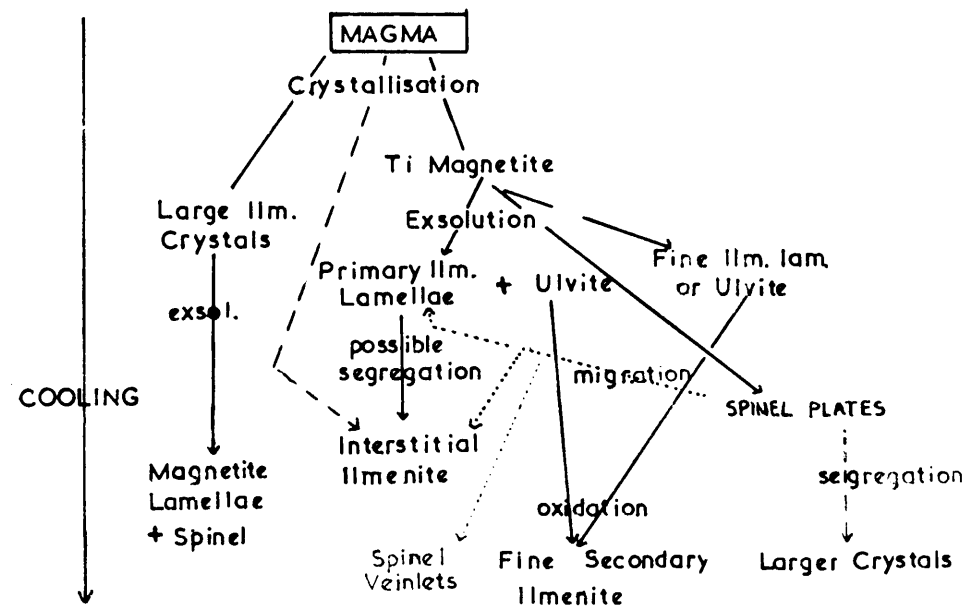 MAGMA
Crystallisation
Ti Magnetite
Large Ilm.
Crystals
Exsolution
Primary Ilm.
Lamellae
+ Ulvite
Fine Ilm. lam.
or Ulvite
exsol.
possible
segregation
migration
COOLING
SPINEL PLATES
Interstitial
Ilmenite
Magnetite
Lamellae
+ Spinel
seigregation
oxidation
Spinel
Veinlets
Fine Secondary
Ilmenite
Larger Crystals